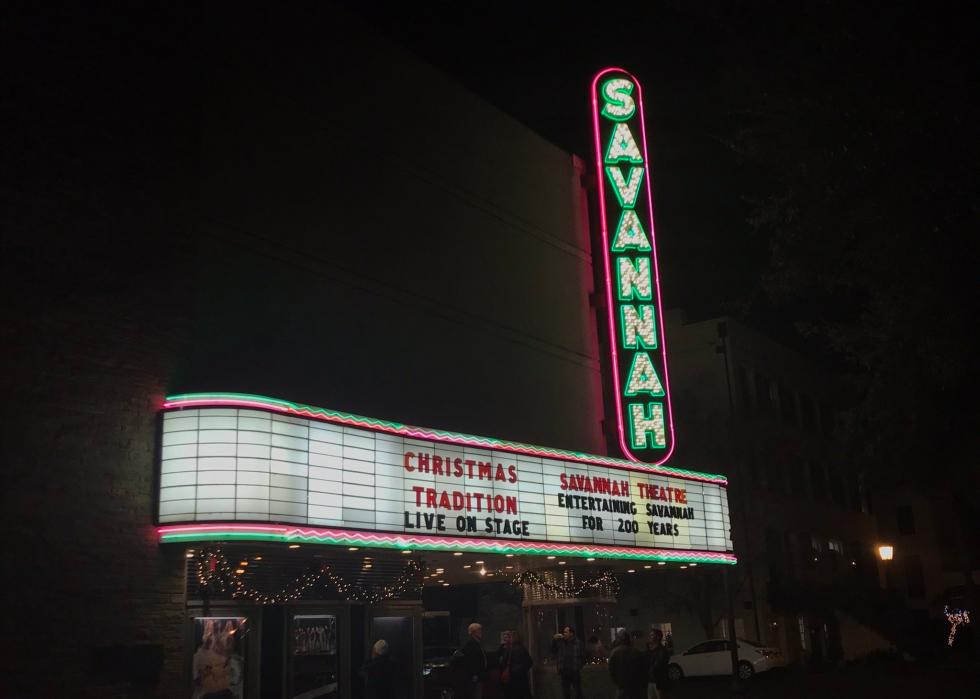 SAVANNAH
CHRISTMAS
TRADITION
LIVE ON STAGE
SAVANNAH THEATRE
ENTERTAINING SAVANNAH
FOR 200 YEARS